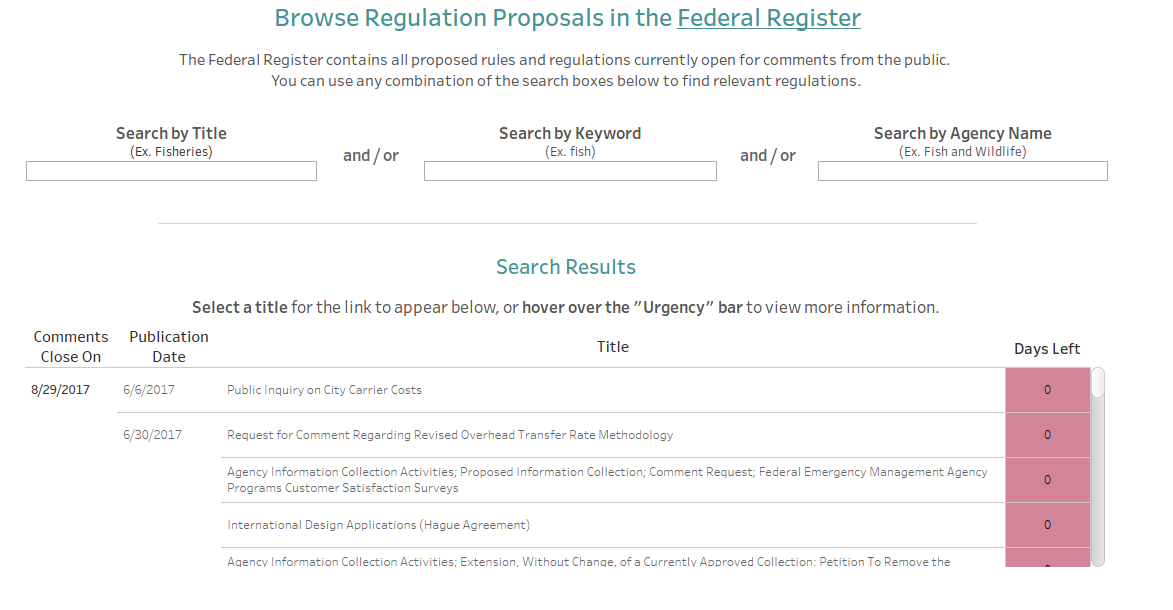 Browse Regulation Proposals in the Federal Register
The Federal Register contains all proposed rules and regulations currently open for comments from the public.
You can use any combination of the search boxes below to find relevant regulations.
Search by Title
(Ex. Fisheries)
and / or
Search by Keyword
(Ex. fish)
and / or
Search by Agency Name
(Ex. Fish and Wildlife)
Search Results
Select a title for the link to appear below, or hover over the "Urgency" bar to view more information.
Comments
Close On
Publication
Date
Title
Days Left
8/29/2017 6/6/2017 Public Inquiry on City Carrier Costs 0
6/30/2017 Request for Comment Regarding Revised Overhead Transfer Rate Methodology 0
Agency Information Collection Activities; Proposed Information Collection; Comment Request; Federal Emergency Management Agency
Programs Customer Satisfaction Surveys 0
International Design Applications (Hague Agreement) 0
Agency Information Collection Activities; Extension, Without Change, of a Currently Approved Collection: Petition To Remove the